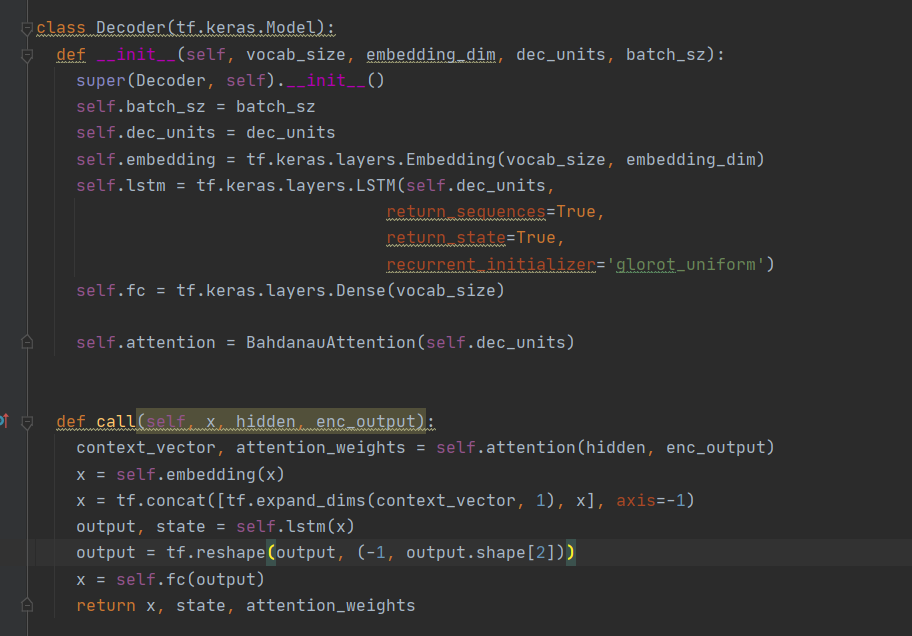 class Decoder(tf.keras.Model):
  def __init__(self, vocab_size, embedding_dim, dec_units, batch_sz):
    super(Decoder, self).__init__()
    self.batch_sz = batch_sz
    self.dec_units = dec_units
    self.embedding = tf.keras.layers.Embedding(vocab_size, embedding_dim)
    self.lstm = tf.keras.layers.LSTM(self.dec_units,
                                   return_sequences=True,
                                   return_state=True,
                                   recurrent_initializer='glorot_uniform')
    self.fc = tf.keras.layers.Dense(vocab_size)
    self.attention = BahdanauAttention(self.dec_units)
  def call(self, x, hidden, enc_output):
    context_vector, attention_weights = self.attention(hidden, enc_output)
    x = self.embedding(x)
    x = tf.concat([tf.expand_dims(context_vector, 1), x], axis=-1)
    output, state = self.lstm(x)
    output = tf.reshape(output, (-1, output.shape[2]))
    x = self.fc(output)
    return x, state, attention_weights